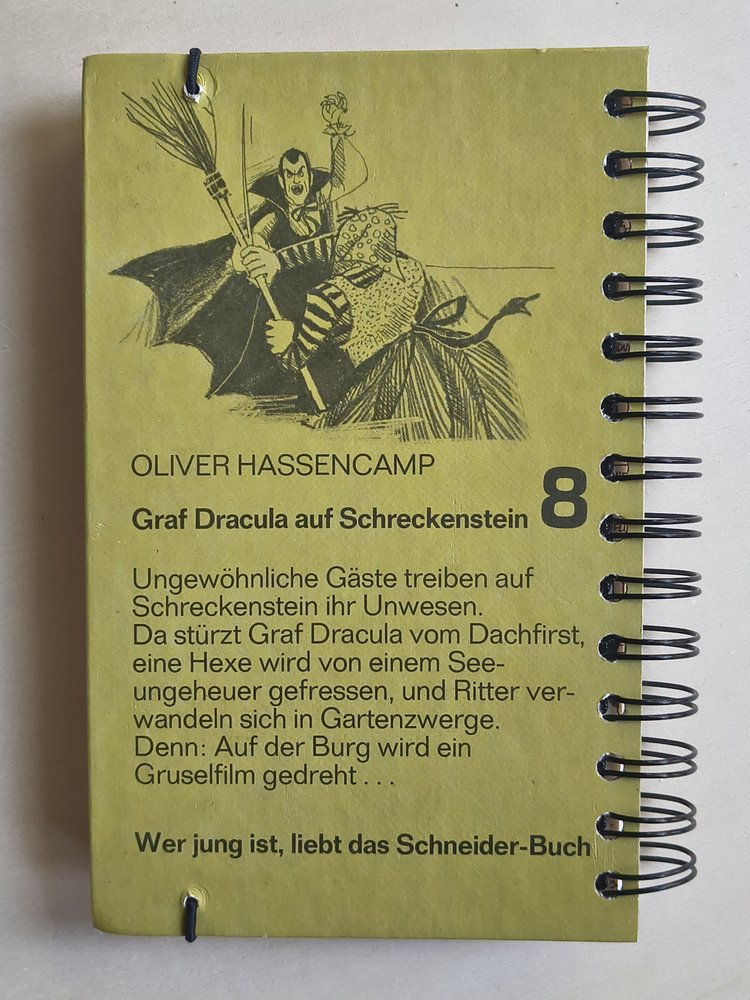 OLIVER HASSENCAMP
Graf Dracula auf Schreckenstein 8
Ungewöhnliche Gäste treiben auf
Schreckenstein ihr Unwesen.
Da stürzt Graf Dracula vom Dachfirst,
eine Hexe wird von einem See-
ungeheuer gefressen, und Ritter ver-
wandeln sich in Gartenzwerge.
Denn: Auf der Burg wird ein
Gruselfilm gedreht . . .
Wer jung ist, liebt das Schneider-Buch